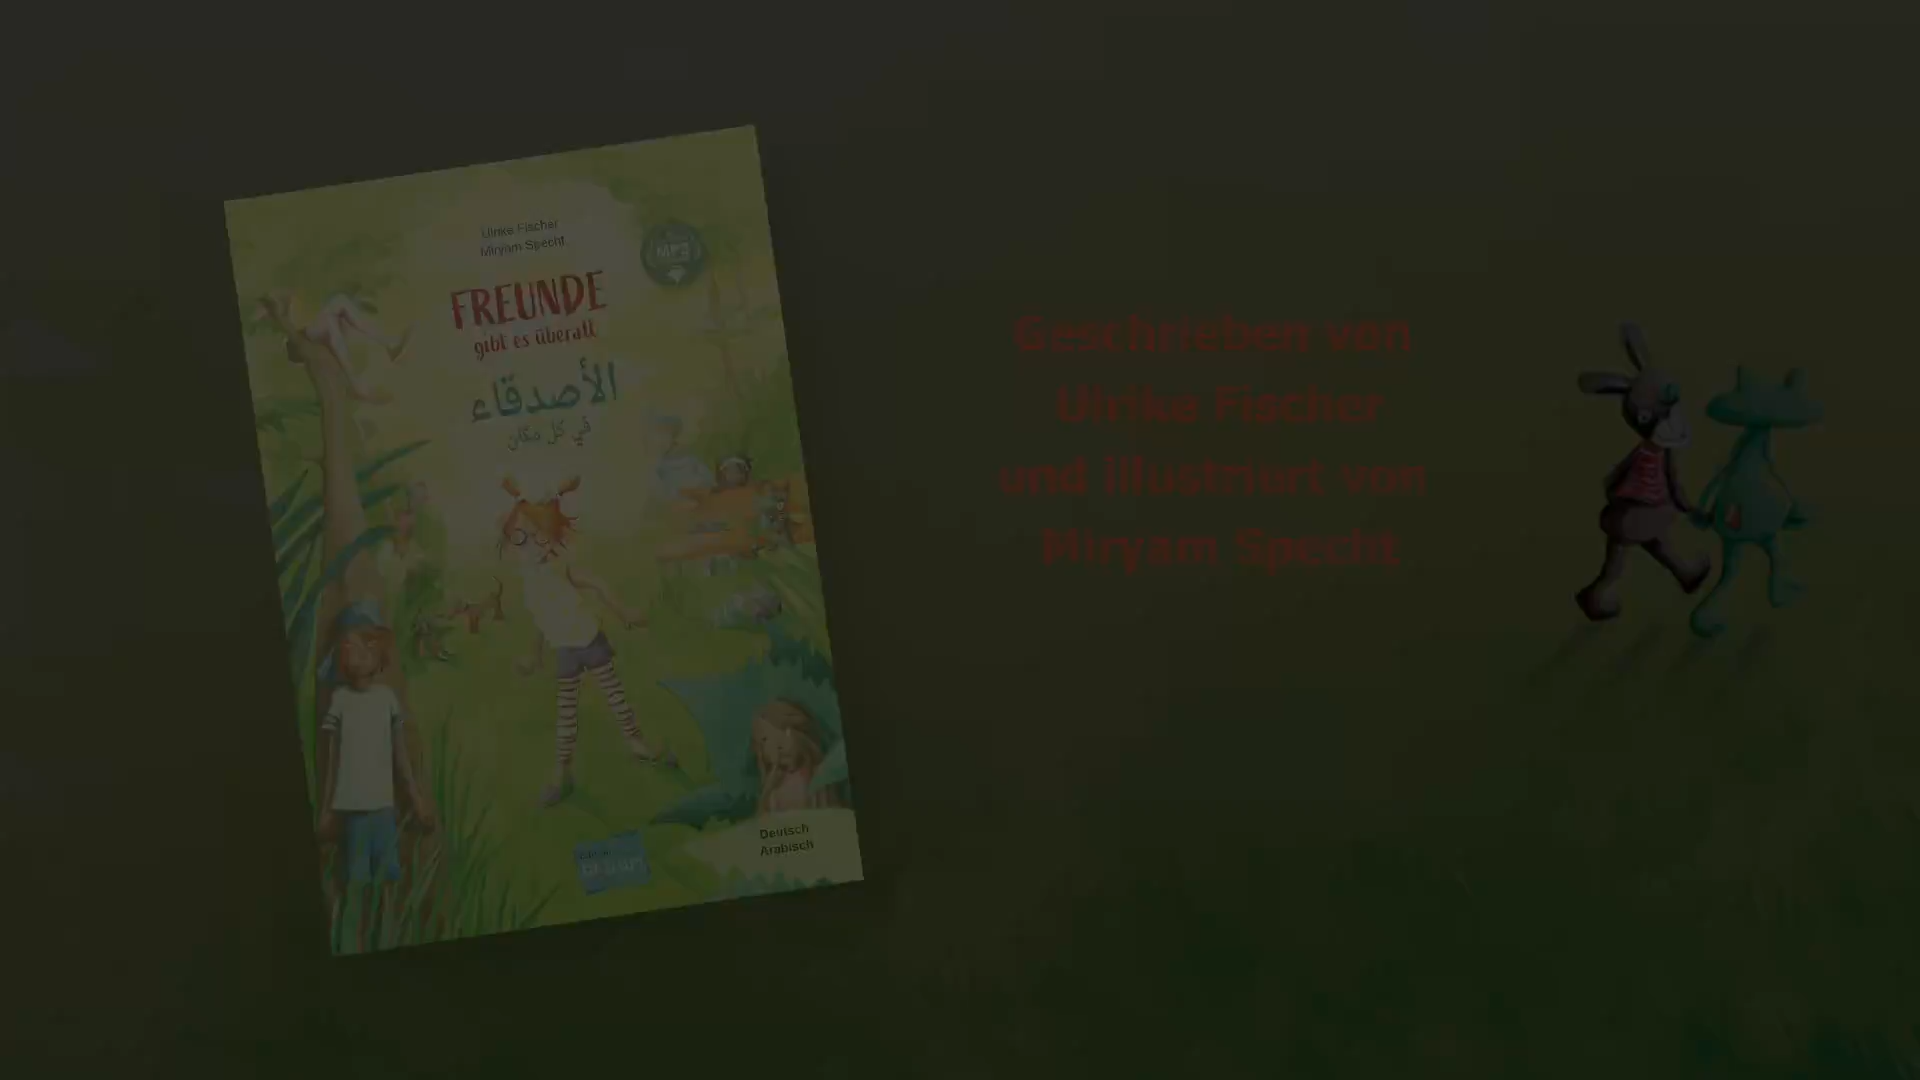 Ulrike Fischer
Miryam Specht
MP3
FREUNDE
gibt es überall
الأصدقاء
في كل مكان
Deutsch
Arabisch
Geschrieben von
Ulrike Fischer
und illustriert von
Miryam Specht